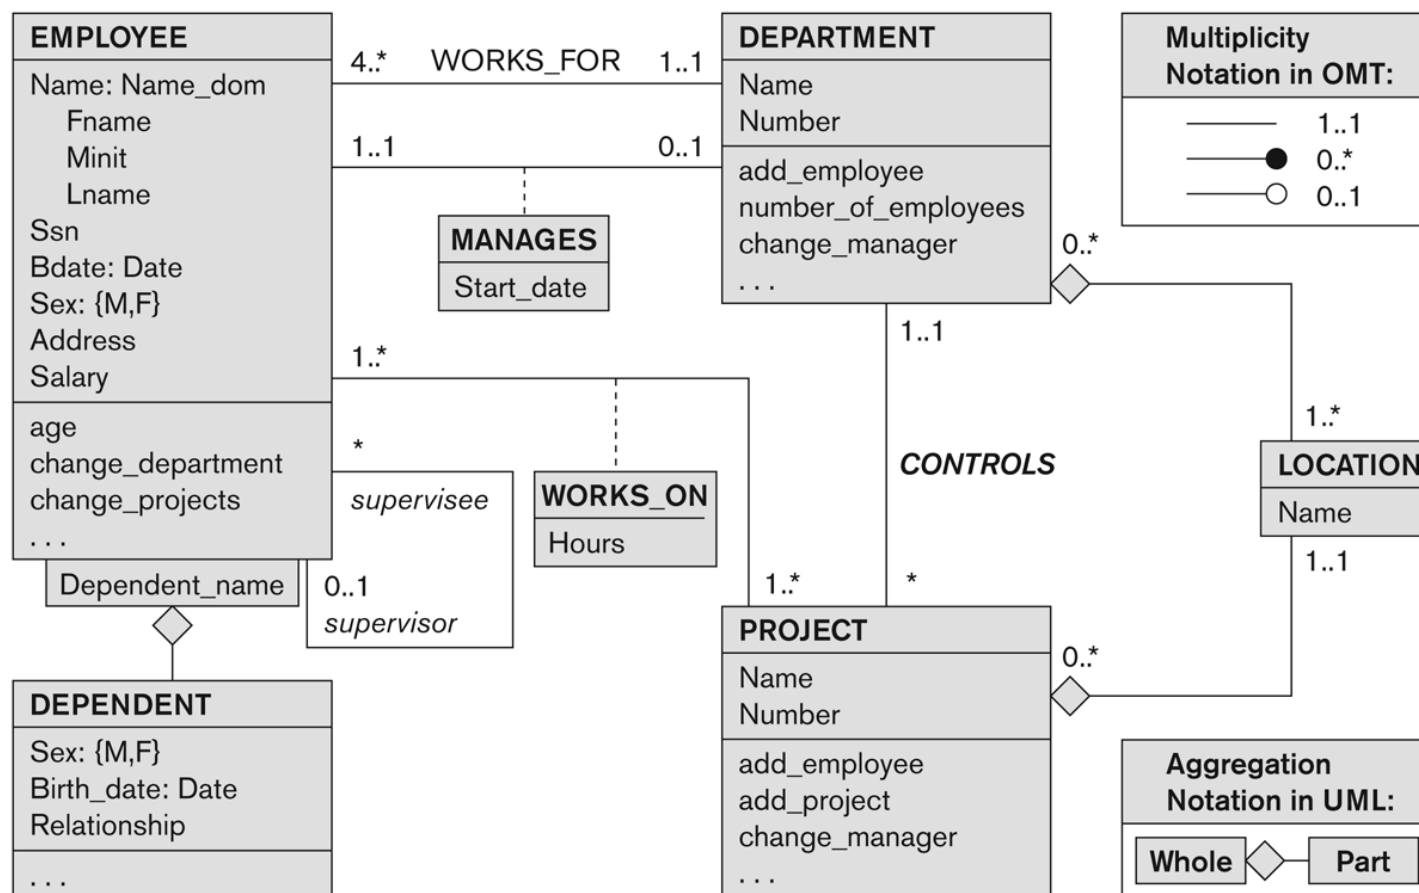 EMPLOYEE
Name: Name_dom
Fname
Minit
Lname
Ssn
Bdate: Date
Sex: {M,F}
Address
Salary
age
change_department
change_projects
. . .
Dependent_name
DEPENDENT
Sex: {M,F}
Birth_date: Date
Relationship
. . .
4..*
WORKS_FOR
1..1
1..1
0..1
MANAGES
Start_date
1..*
1..*
WORKS_ON
Hours
*
supervisee
0..1
supervisor
DEPARTMENT
Name
Number
add_employee
number_of_employees
change_manager
. . .
1..1
CONTROLS
*
PROJECT
Name
Number
add_employee
add_project
change_manager
. . .
0..*
1..*
LOCATION
Name
1..1
0..*
Multiplicity
Notation in OMT:
1..1
0..*
0..1
Aggregation
Notation in UML:
Whole
Part